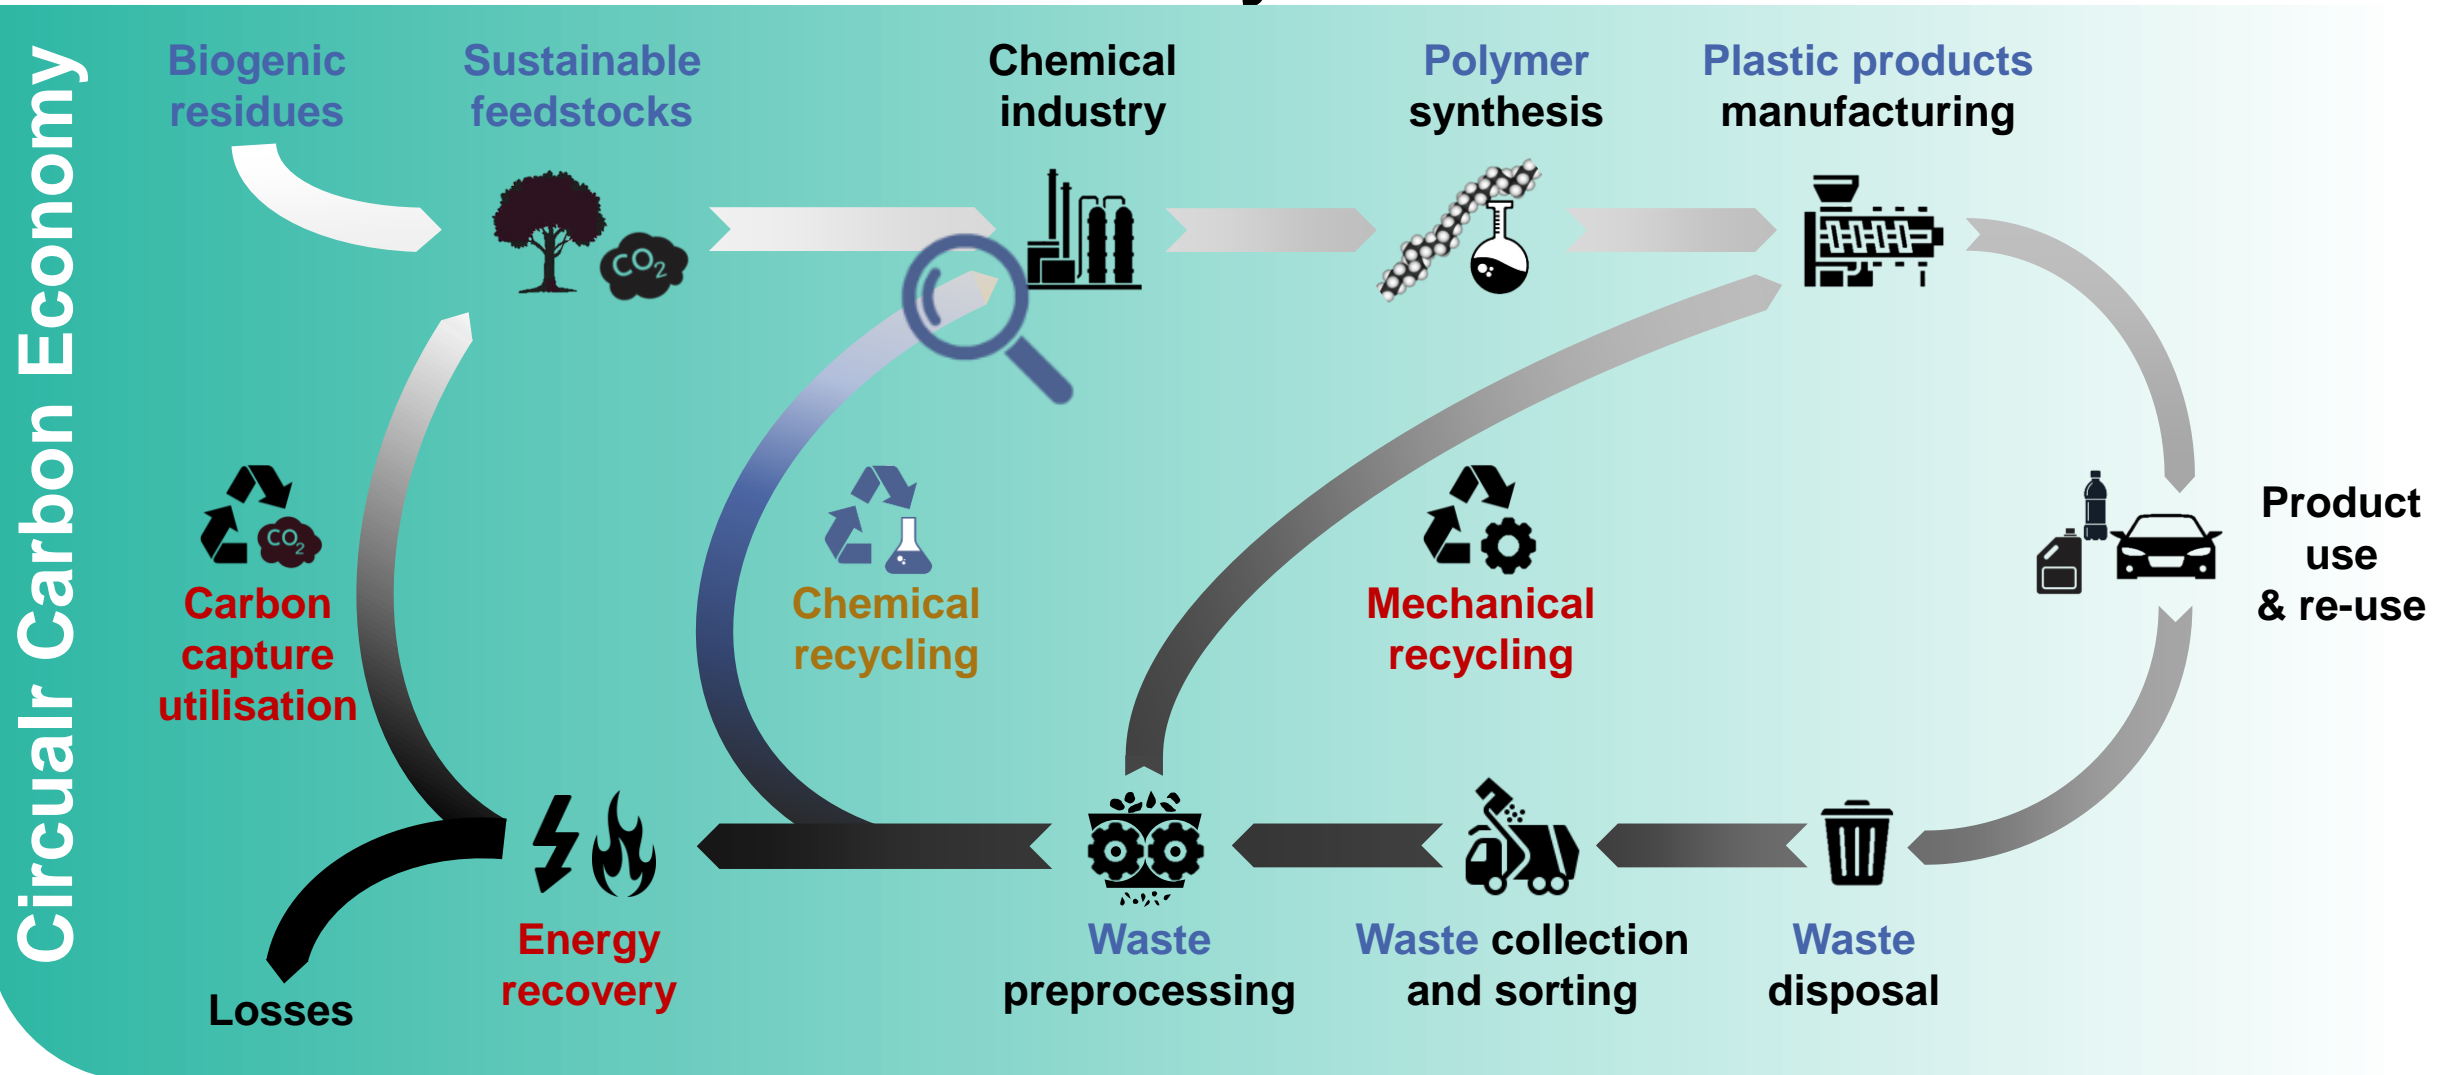 Circualr Carbon Economy
Biogenic
residues
Sustainable
feedstocks
Chemical
industry
Polymer
synthesis
Plastic products
manufacturing
CO2
Product
use
& re-use
CO2
Carbon
capture
utilisation
Chemical
recycling
Mechanical
recycling
Energy
recovery
Waste
preprocessing
Waste collection
and sorting
Waste
disposal
Losses